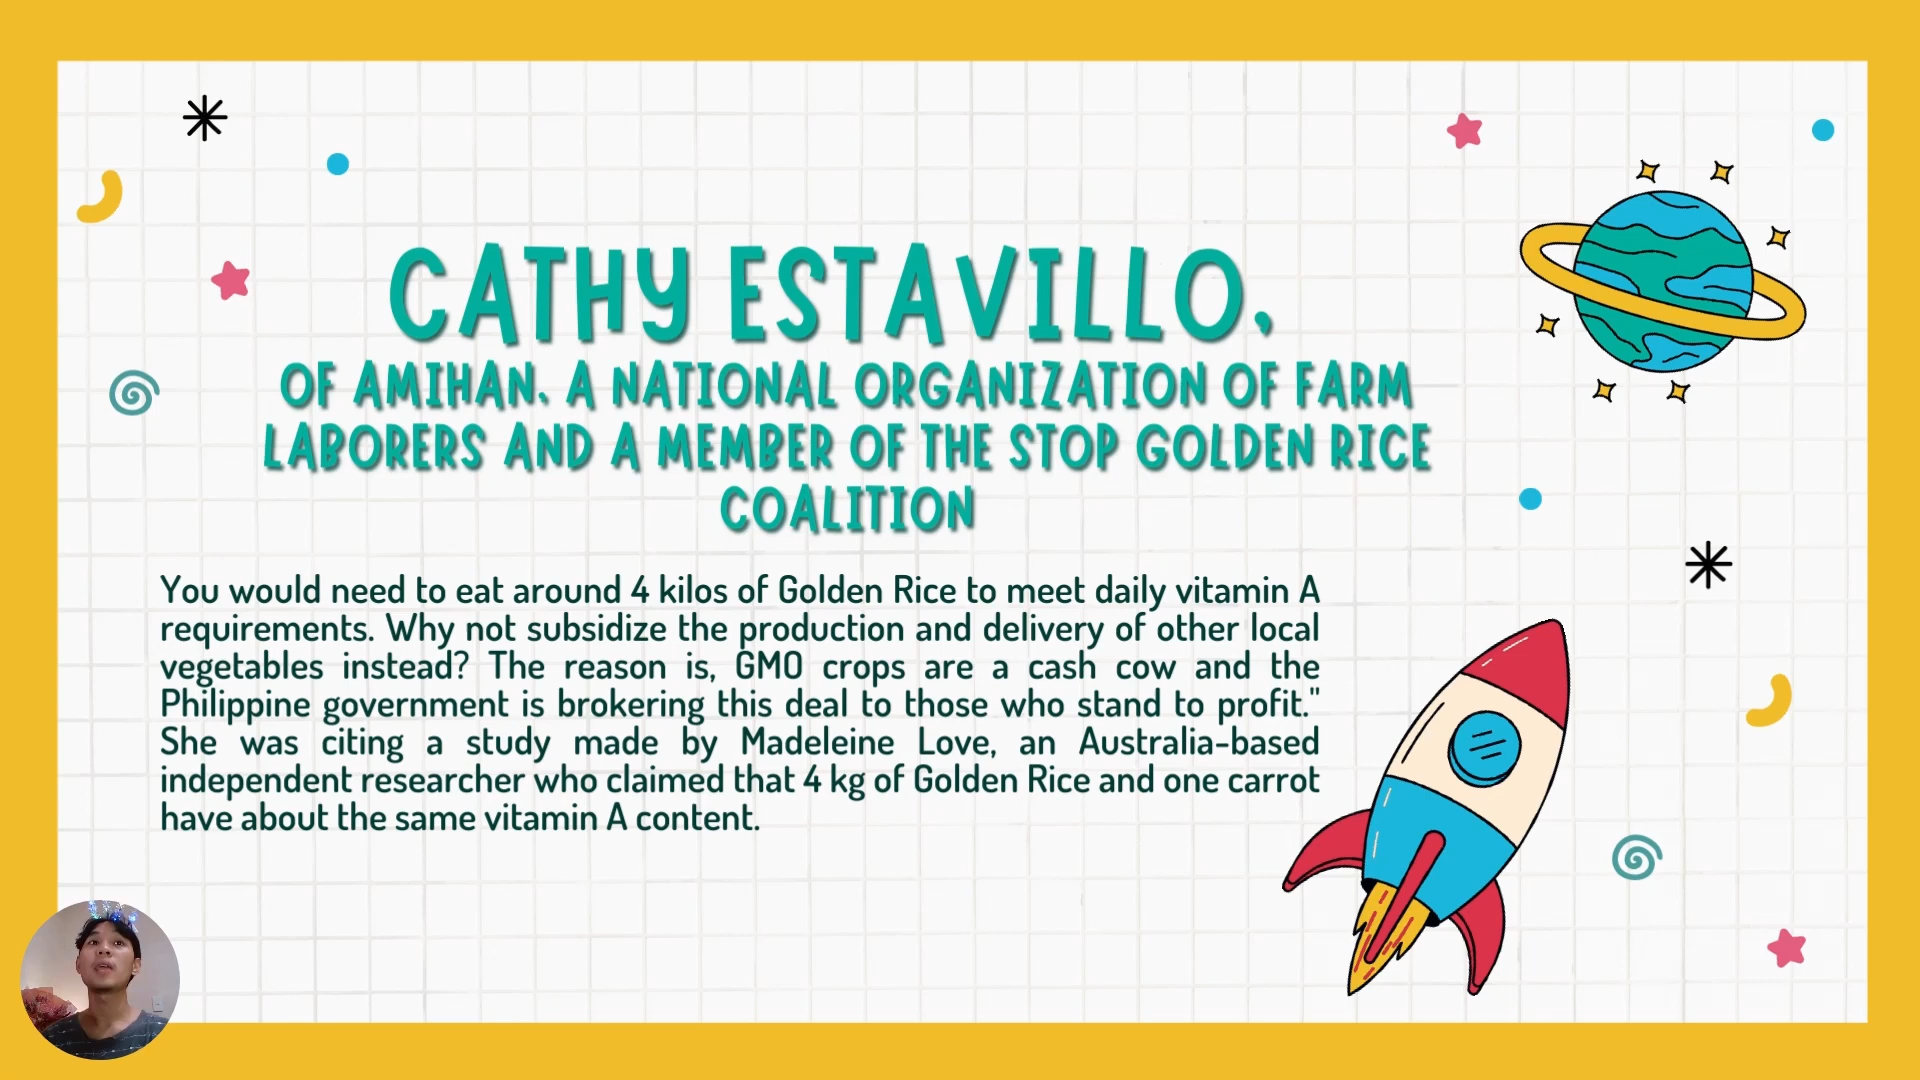 CATHY ESTAVILLO,
OF AMIHAN, A NATIONAL ORGANIZATION OF FARM
LABORERS AND A MEMBER OF THE STOP GOLDEN RICE
COALITION
You would need to eat around 4 kilos of Golden Rice to meet daily vitamin A
requirements. Why not subsidize the production and delivery of other local
vegetables instead? The reason is, GMO crops are a cash cow and the
Philippine government is brokering this deal to those who stand to profit."
She was citing a study made by Madeleine Love, an Australia-based
independent researcher who claimed that 4 kg of Golden Rice and one carrot
have about the same vitamin A content.